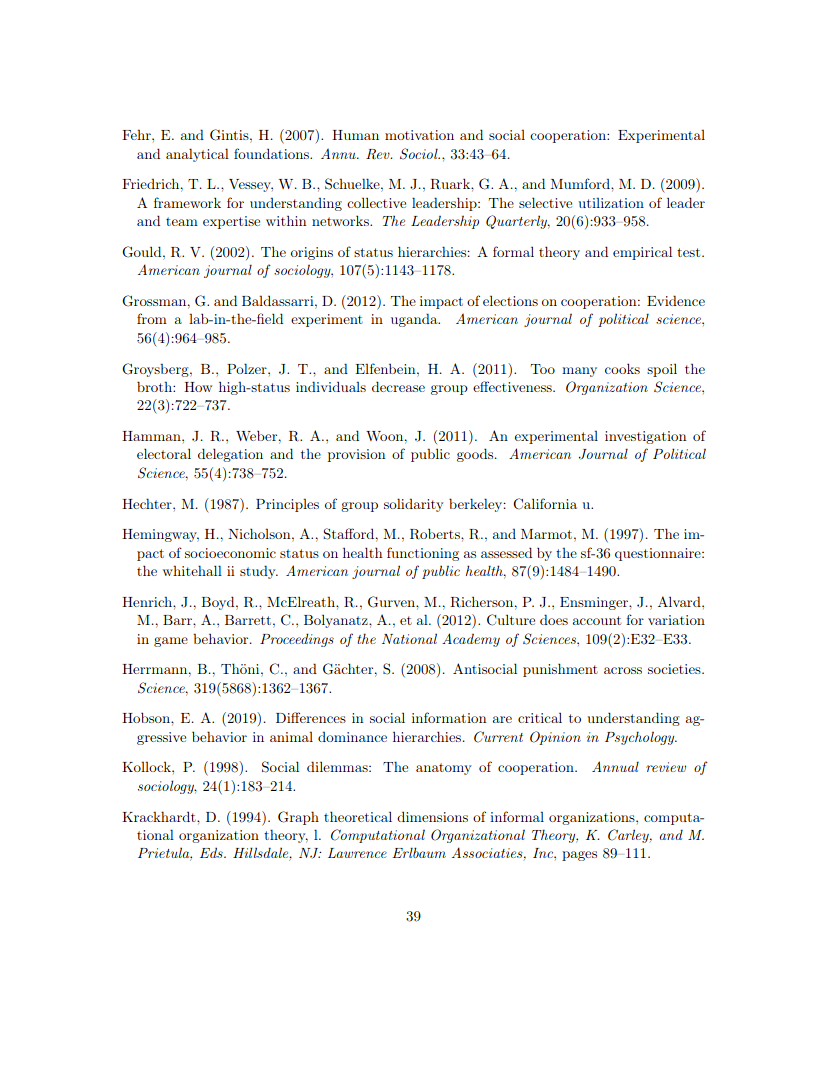 Fehr, E. and Gintis, H. (2007). Human motivation and social cooperation: Experimental
and analytical foundations. Annu. Rev. Sociol., 33:43–64.
Friedrich, T. L., Vessey, W. B., Schuelke, M. J., Ruark, G. A., and Mumford, M. D. (2009).
A framework for understanding collective leadership: The selective utilization of leader
and team expertise within networks. The Leadership Quarterly, 20(6):933–958.
Gould, R. V. (2002). The origins of status hierarchies: A formal theory and empirical test.
American journal of sociology, 107(5):1143–1178.
Grossman, G. and Baldassarri, D. (2012). The impact of elections on cooperation: Evidence
from a lab-in-the-field experiment in uganda. American journal of political science,
56(4):964–985.
Groysberg, B., Polzer, J. T., and Elfenbein, H. A. (2011). Too many cooks spoil the
broth: How high-status individuals decrease group effectiveness. Organization Science,
22(3):722–737.
Hamman, J. R., Weber, R. A., and Woon, J. (2011). An experimental investigation of
electoral delegation and the provision of public goods. American Journal of Political
Science, 55(4):738–752.
Hechter, M. (1987). Principles of group solidarity berkeley: California u.
Hemingway, H., Nicholson, A., Stafford, M., Roberts, R., and Marmot, M. (1997). The im-
pact of socioeconomic status on health functioning as assessed by the sf-36 questionnaire:
the whitehall ii study. American journal of public health, 87(9):1484–1490.
Henrich, J., Boyd, R., McElreath, R., Gurven, M., Richerson, P. J., Ensminger, J., Alvard,
M., Barr, A., Barrett, C., Bolyanatz, A., et al. (2012). Culture does account for variation
in game behavior. Proceedings of the National Academy of Sciences, 109(2):E32–E33.
Herrmann, B., Thöni, C., and Gächter, S. (2008). Antisocial punishment across societies.
Science, 319(5868):1362–1367.
Hobson, E. A. (2019). Differences in social information are critical to understanding ag-
gressive behavior in animal dominance hierarchies. Current Opinion in Psychology.
Kollock, P. (1998). Social dilemmas: The anatomy of cooperation. Annual review of
sociology, 24(1):183–214.
Krackhardt, D. (1994). Graph theoretical dimensions of informal organizations, computa-
tional organization theory, l. Computational Organizational Theory, K. Carley, and M.
Prietula, Eds. Hillsdale, NJ: Lawrence Erlbaum Associaties, Inc, pages 89–111.
39